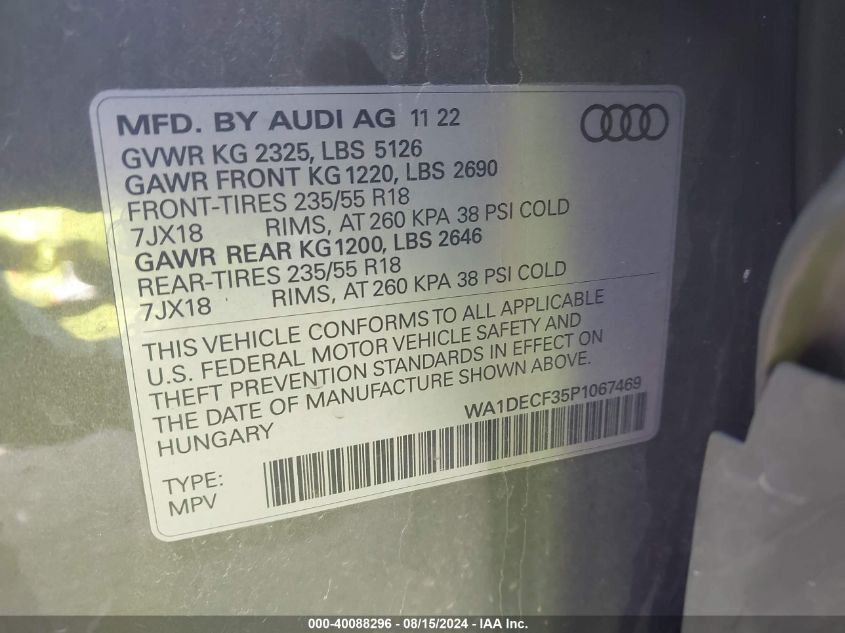 MFD. BY AUDI AG 11 22
GVWR KG 2325, LBS 5126
GAWR FRONT KG 1220, LBS 2690
FRONT-TIRES 235/55 R18
7JX18 RIMS, AT 260 KPA 38 PSI COLD
GAWR REAR KG 1200, LBS 2646
REAR-TIRES 235/55 R18
7JX18 RIMS, AT 260 KPA 38 PSI COLD
THIS VEHICLE CONFORMS TO ALL APPLICABLE
U.S. FEDERAL MOTOR VEHICLE SAFETY AND
THEFT PREVENTION STANDARDS IN EFFECT ON
THE DATE OF MANUFACTURE SHOWN ABOVE.
HUNGARY WA1DECF35P1067469
TYPE:
MPV
000-40088296 - 08/15/2024 - IAA Inc.